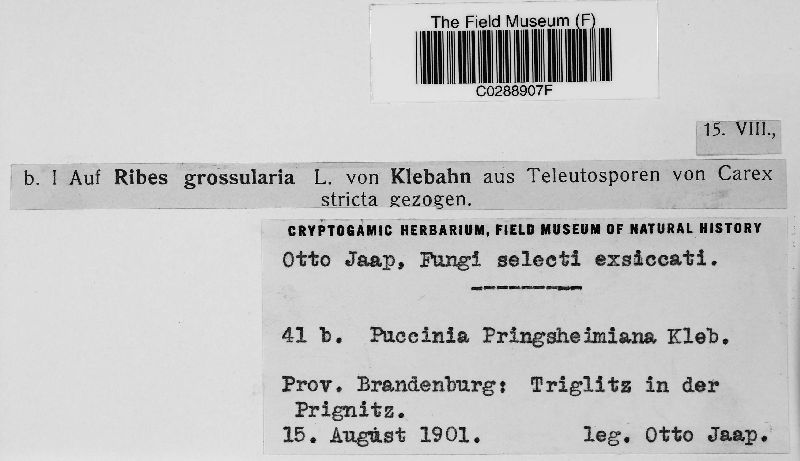 The Field Museum (F)
C0288907F
15. VIII.,
b. I Auf Ribes grossularia L. von Klebahn aus Teleutosporen von Carex
stricta gezogen.
CRYPTOGAMIC HERBARIUM, FIELD MUSEUM OF NATURAL HISTORY
Otto Jaap, Fungi selecti exsiccati.
41 b. Puccinia Pringsheimiana Kleb.
Prov. Brandenburg: Triglitz in der
Prignitz.
15. August 1901. leg. Otto Jaap.